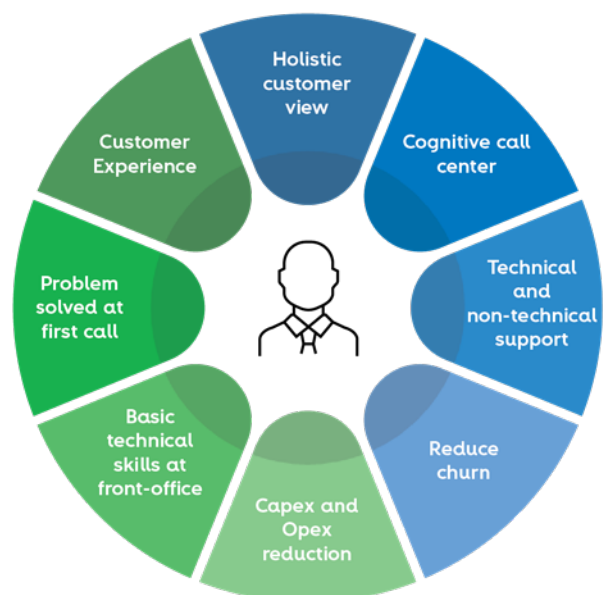 Holistic
customer
view
Cognitive call
center
Technical
and
non-technical
support
Reduce
churn
Capex and
Opex
reduction
Basic
technical
skills at
front-office
Problem
solved at
first call
Customer
Experience